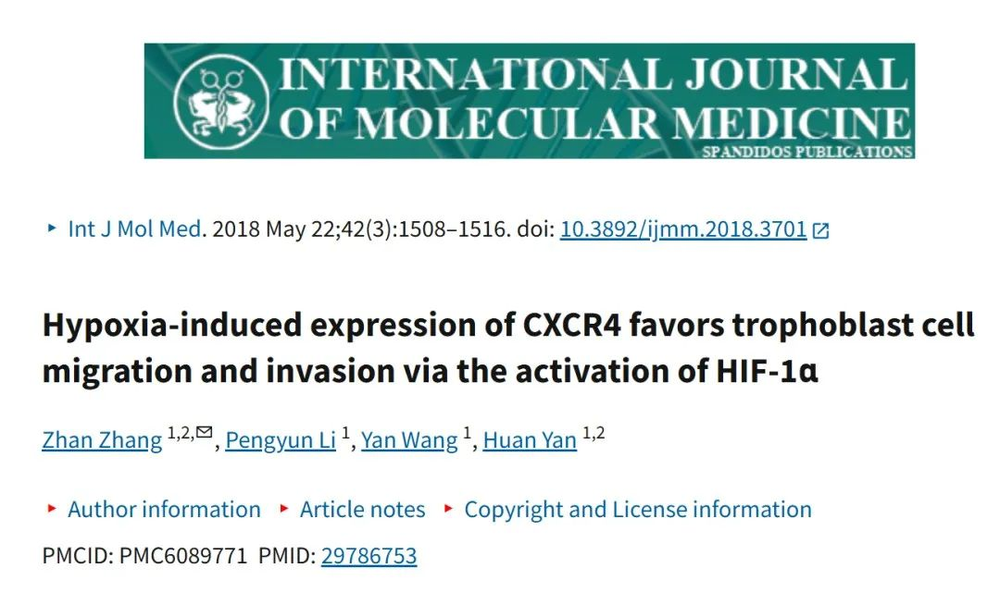 INTERNATIONAL JOURNAL
OF MOLECULAR MEDICINE
SPANDIDOS PUBLICATIONS
‣ Int J Mol Med. 2018 May 22;42(3):1508–1516. doi: 10.3892/ijmm.2018.3701
Hypoxia-induced expression of CXCR4 favors trophoblast cell
migration and invasion via the activation of HIF-1α
Zhan Zhang 1,2,✉, Pengyun Li 1, Yan Wang 1, Huan Yan 1,2
‣ Author information ‣ Article notes ‣ Copyright and License information
PMCID: PMC6089771 PMID: 29786753